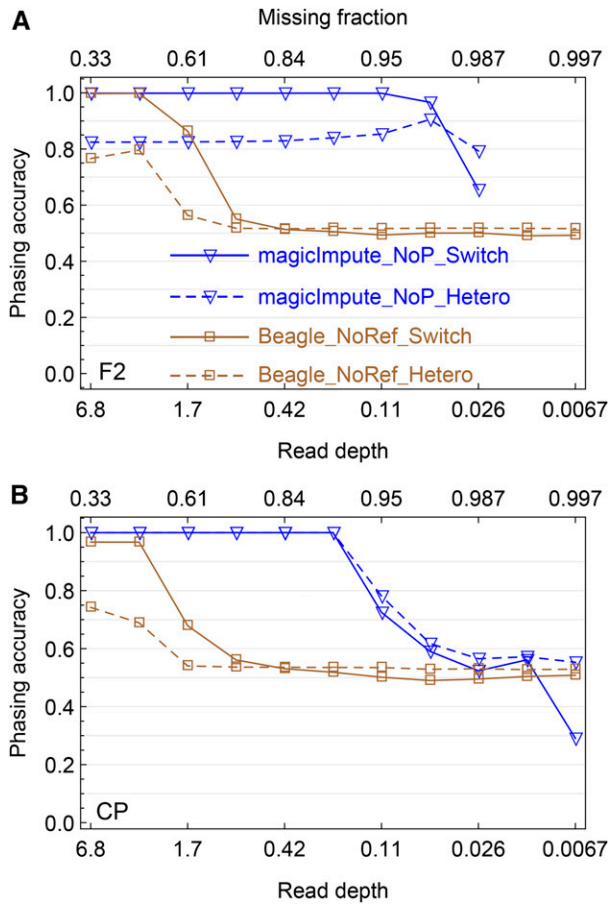 A
Missing fraction
0.33 0.61 0.84 0.95 0.987 0.997
1.0
0.8
0.6
0.4
0.2
0.0
Phasing accuracy
magicImpute_NoP_Switch
magicImpute_NoP_Hetero
Beagle_NoRef_Switch
Beagle_NoRef_Hetero
F2
6.8 1.7 0.42 0.11 0.026 0.0067
Read depth
B
0.33 0.61 0.84 0.95 0.987 0.997
1.0
0.8
0.6
0.4
0.2
0.0
Phasing accuracy
CP
6.8 1.7 0.42 0.11 0.026 0.0067
Read depth